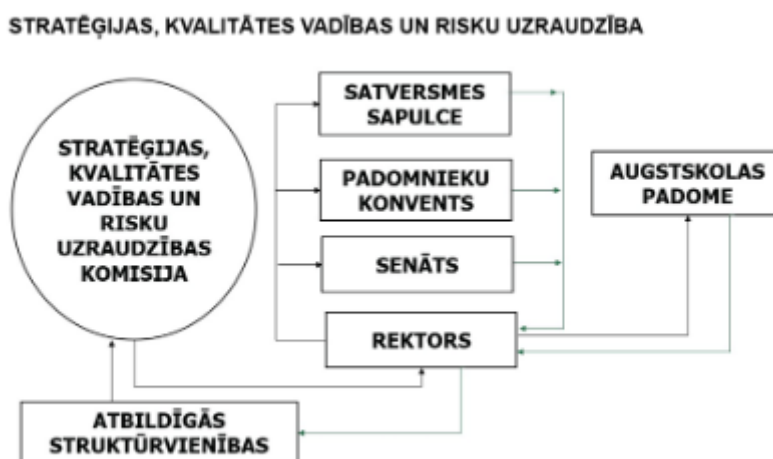 STRATĒĢIJAS, KVALITĀTES VADĪBAS UN RISKU UZRAUDZĪBA
STRATĒĢIJAS,
KVALITĀTES
VADĪBAS UN
RISKU
UZRAUDZĪBAS
KOMISIJA
SATVERSMES
SAPULCE
PADOMNIEKU
KONVENTS
SENĀTS
REKTORS
AUGSTSKOLAS
PADOME
ATBILDĪGĀS
STRUKTŪRVIENĪBAS